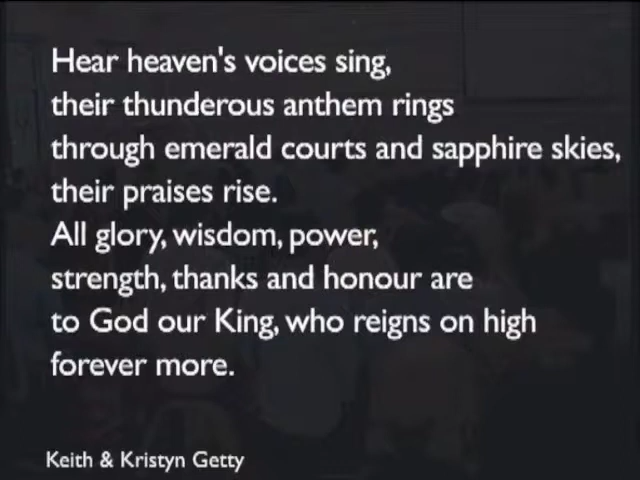 Hear heaven's voices sing,
their thunderous anthem rings
through emerald courts and sapphire skies,
their praises rise.
All glory, wisdom, power,
strength, thanks and honour are
to God our King, who reigns on high
forever more.
Keith & Kristyn Getty